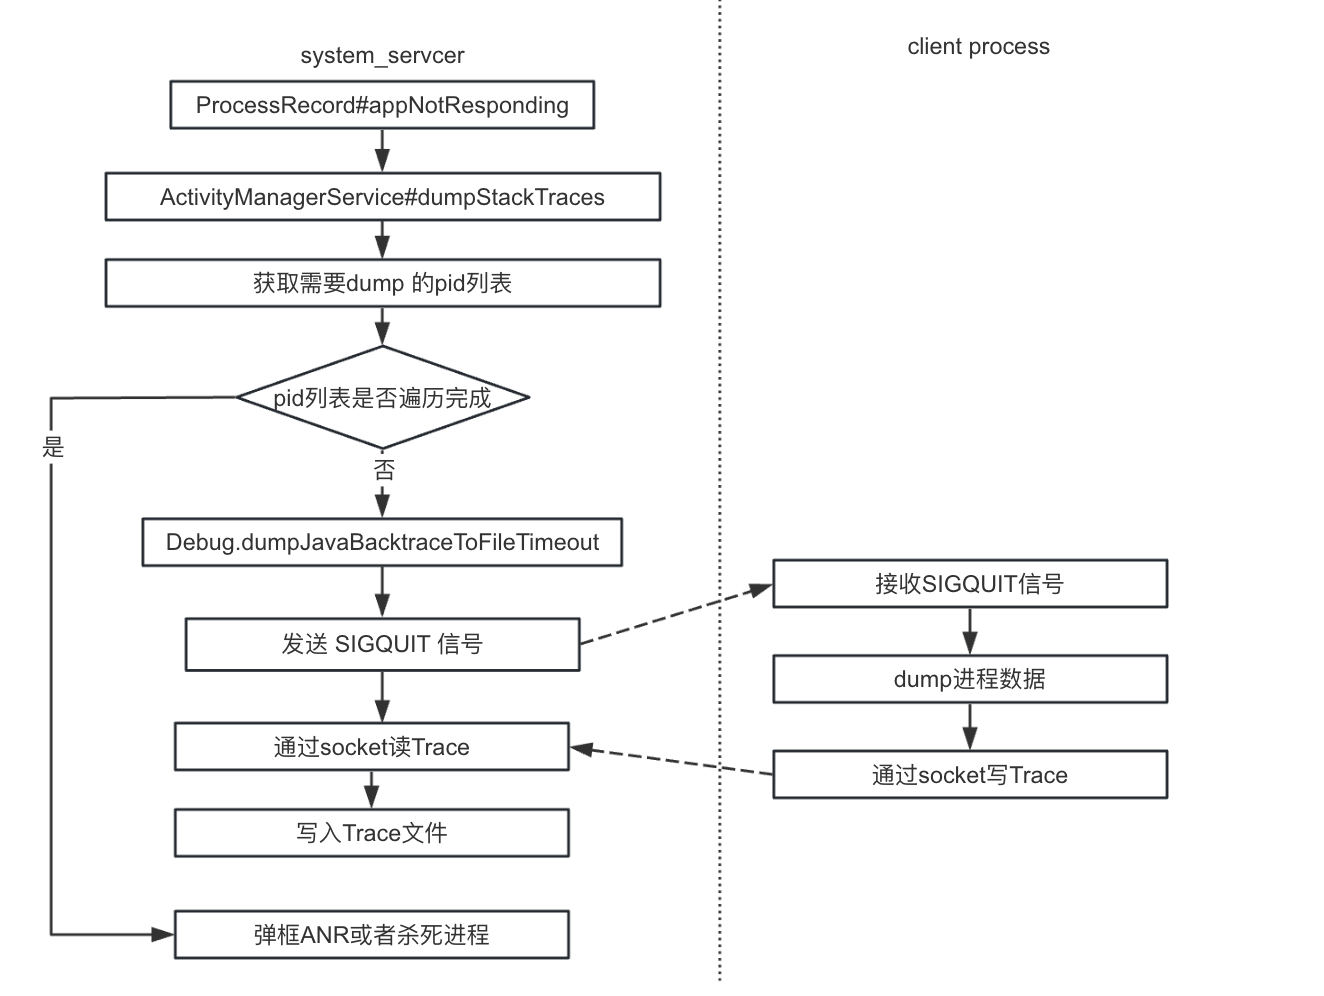 system_servcer
client process
ProcessRecord#appNotResponding
ActivityManagerService#dumpStackTraces
获取需要dump 的pid列表
pid列表是否遍历完成
是
否
Debug.dumpJavaBacktraceToFileTimeout
接收SIGQUIT信号
发送 SIGQUIT 信号
dump进程数据
通过socket读Trace
通过socket写Trace
写入Trace文件
弹框ANR或者杀死进程